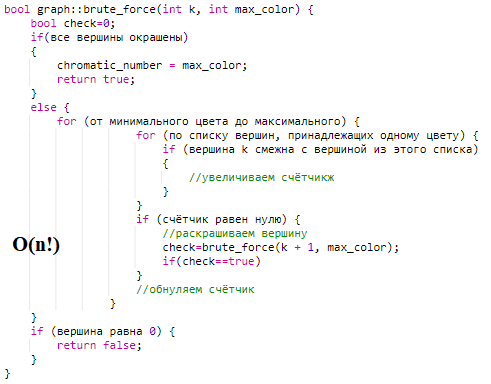 bool graph::brute_force(int k, int max_color) {
bool check=0;
if(все вершины окрашены)
{
chromatic_number = max_color;
return true;
}
else {
for (от минимального цвета до максимального) {
for (по списку вершин, принадлежащих одному цвету) {
if (вершина k смежна с вершиной из этого списка)
{
//увеличиваем счётчикж
}
}
if (счётчик равен нулю) {
//раскрашиваем вершину
check=brute_force(k + 1, max_color);
if(check==true)
}
//обнуляем счётчик
}
}
if (вершина равна 0) {
return false;
}
}
O(n!)